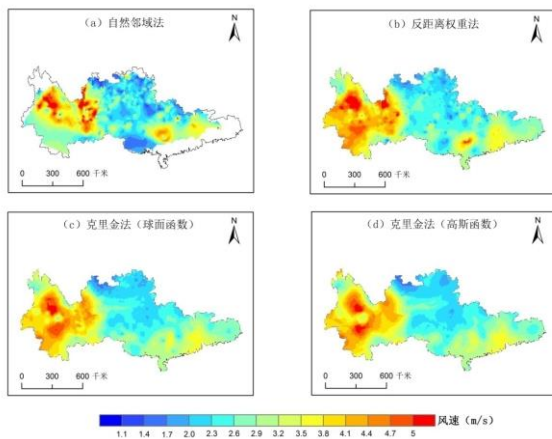 （a）自然邻域法
N
0 300 600 千米
（b）反距离权重法
N
0 300 600 千米
（c）克里金法（球面函数）
N
0 300 600 千米
（d）克里金法（高斯函数）
N
0 300 600 千米
风速（m/s）
1.1 1.4 1.7 2.0 2.3 2.6 2.9 3.2 3.5 3.8 4.1 4.4 4.7 5